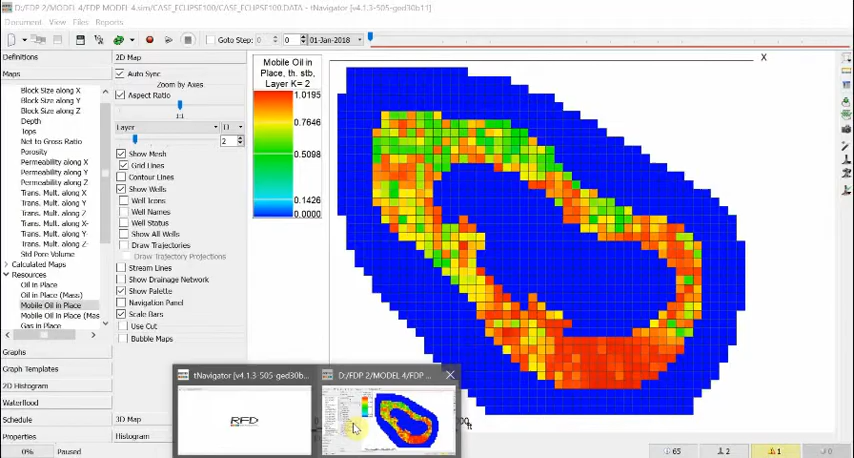 D:/FDP 2/MODEL 4/FDP MODEL 4.sim/CASE_ECLIPSE100/CASE_ECLIPSE100.DATA - tNavigator [v4.1.3-505-ged30b11]
Document View Files Reports
Goto Step: 0 0 01-Jan-2018
Definitions
Maps
Block Size along X
Block Size along Y
Block Size along Z
Depth
Tops
Net to Gross Ratio
Porosity
Permeability along X
Permeability along Y
Permeability along Z
Trans. Mult. along X
Trans. Mult. along Y
Trans. Mult. along Z
Trans. Mult. along X-
Trans. Mult. along Y-
Trans. Mult. along Z-
Std Pore Volume
Calculated Maps
Resources
Oil in Place
Oil in Place (Mass)
Mobile Oil in Place
Mobile Oil in Place (Mass
Gas in Place
Graphs
Graph Templates
2D Histogram
Waterflood
Schedule
Properties
0% Paused
2D Map
Auto Sync
Zoom by Axes
Aspect Ratio
1:1
Layer
2
Show Mesh
Grid Lines
Contour Lines
Show Wells
Well Icons
Well Names
Well Status
Show All Wells
Draw Trajectories
Draw Trajectory Projections
Stream Lines
Show Drainage Network
Show Palette
Navigation Panel
Scale Bars
Use Cut
Bubble Maps
3D Map
Histogram
Mobile Oil in
Place, th. stb,
Layer K= 2
1.0195
0.7646
0.5098
0.1426
0.0000
X
tNavigator [v4.1.3-505-ged30b...
D:/FDP 2/MODEL 4/FDP ...
RFD
ft
65 2 1 0